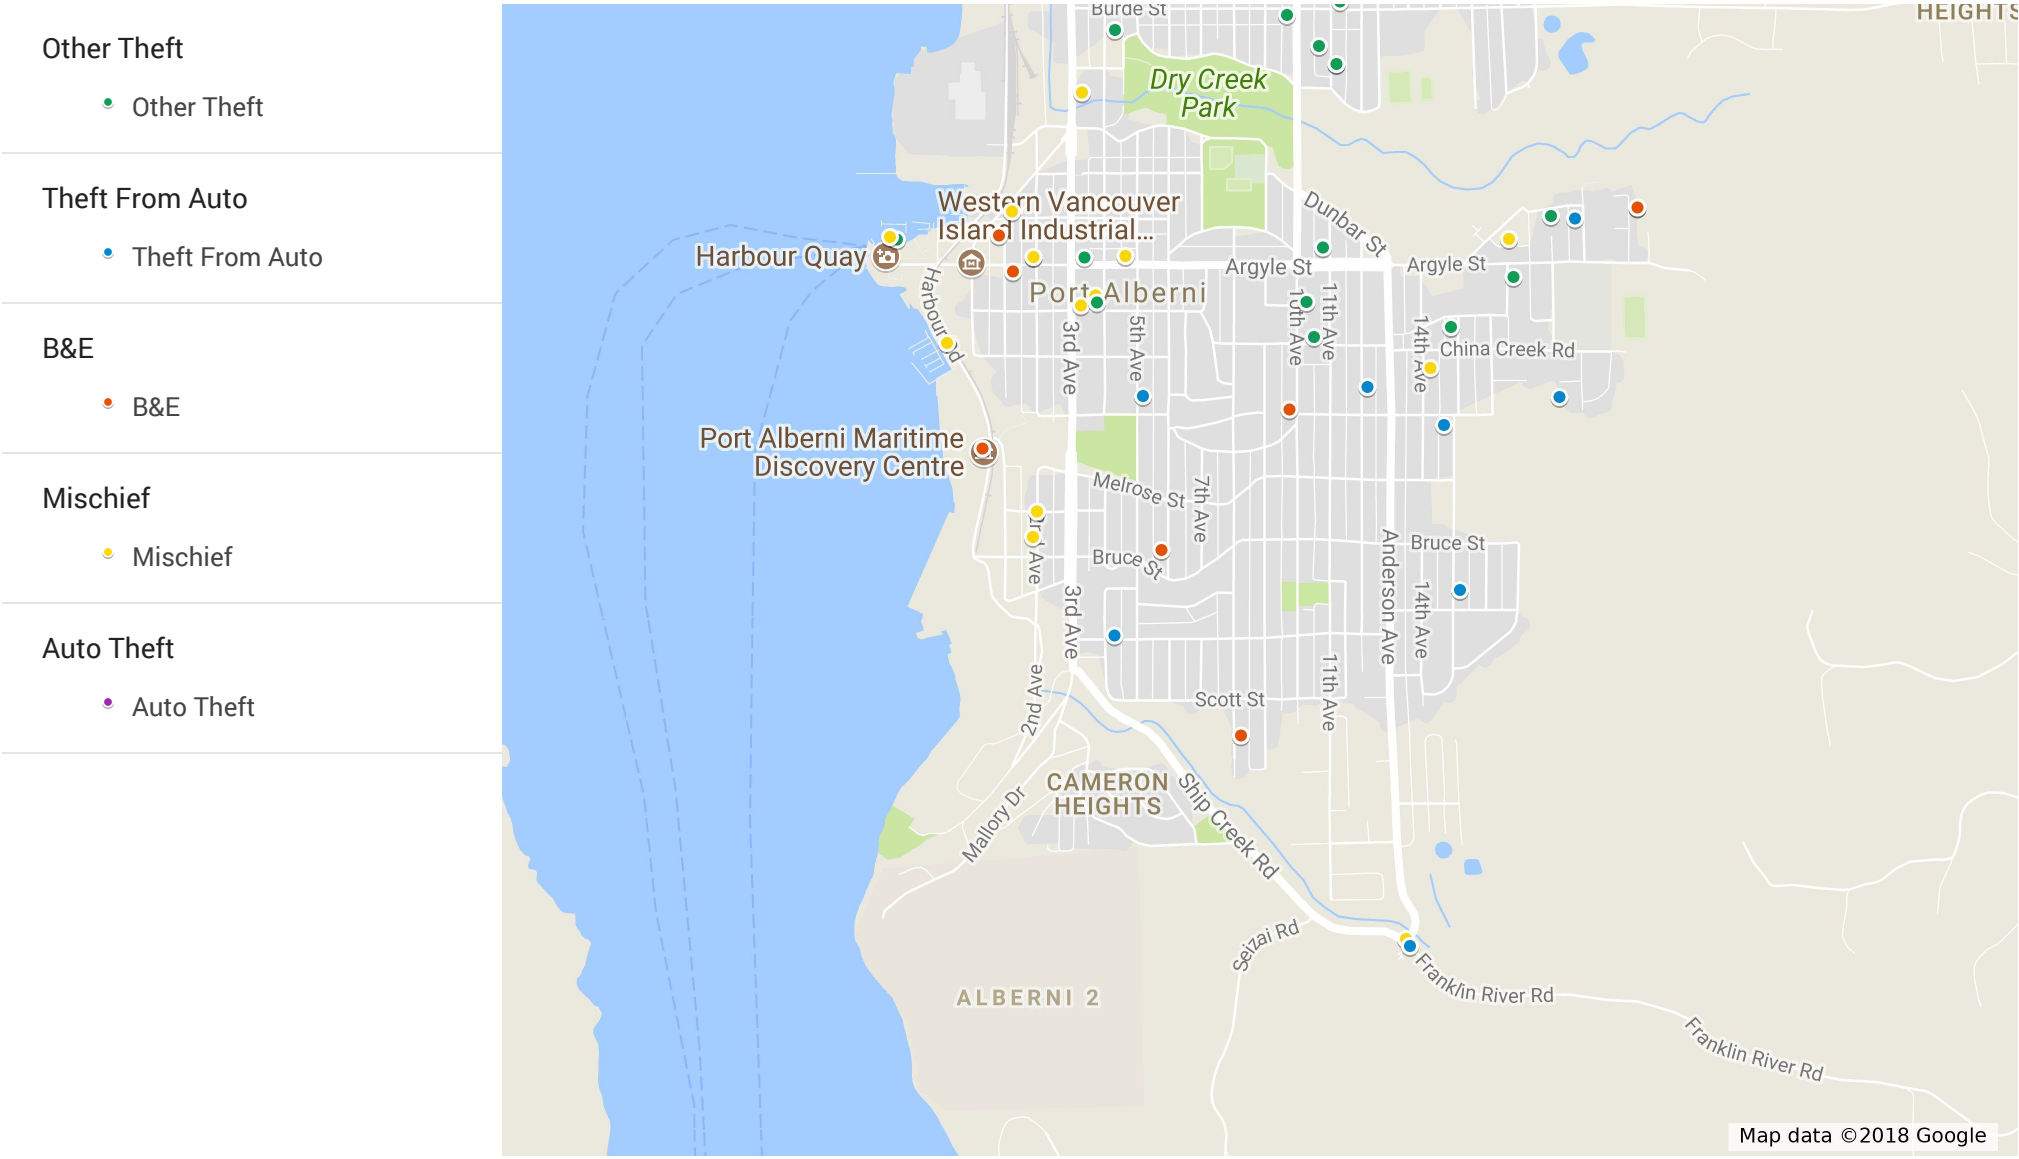 Other Theft
Other Theft
Theft From Auto
Theft From Auto
B&E
B&E
Mischief
Mischief
Auto Theft
Auto Theft
Burde St
HEIGHTS
Dry Creek
Park
Western Vancouver
Island Industrial...
Dunbar St
Harbour Quay
Argyle St
Argyle St
Port Alberni
Harbour Rd
3rd Ave
5th Ave
10th Ave
11th Ave
14th Ave
China Creek Rd
Port Alberni Maritime
Discovery Centre
Melrose St
7th Ave
2nd Ave
Bruce St
Anderson Ave
Bruce St
3rd Ave
14th Ave
2nd Ave
11th Ave
Scott St
CAMERON
HEIGHTS
Mallory Dr
Ship Creek Rd
Seizai Rd
Franklin River Rd
ALBERNI 2
Franklin River Rd
Map data ©2018 Google